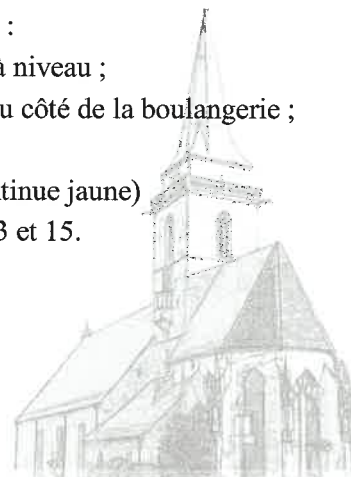 :
à niveau ;
u côté de la boulangerie ;
tinue jaune)
3 et 15.